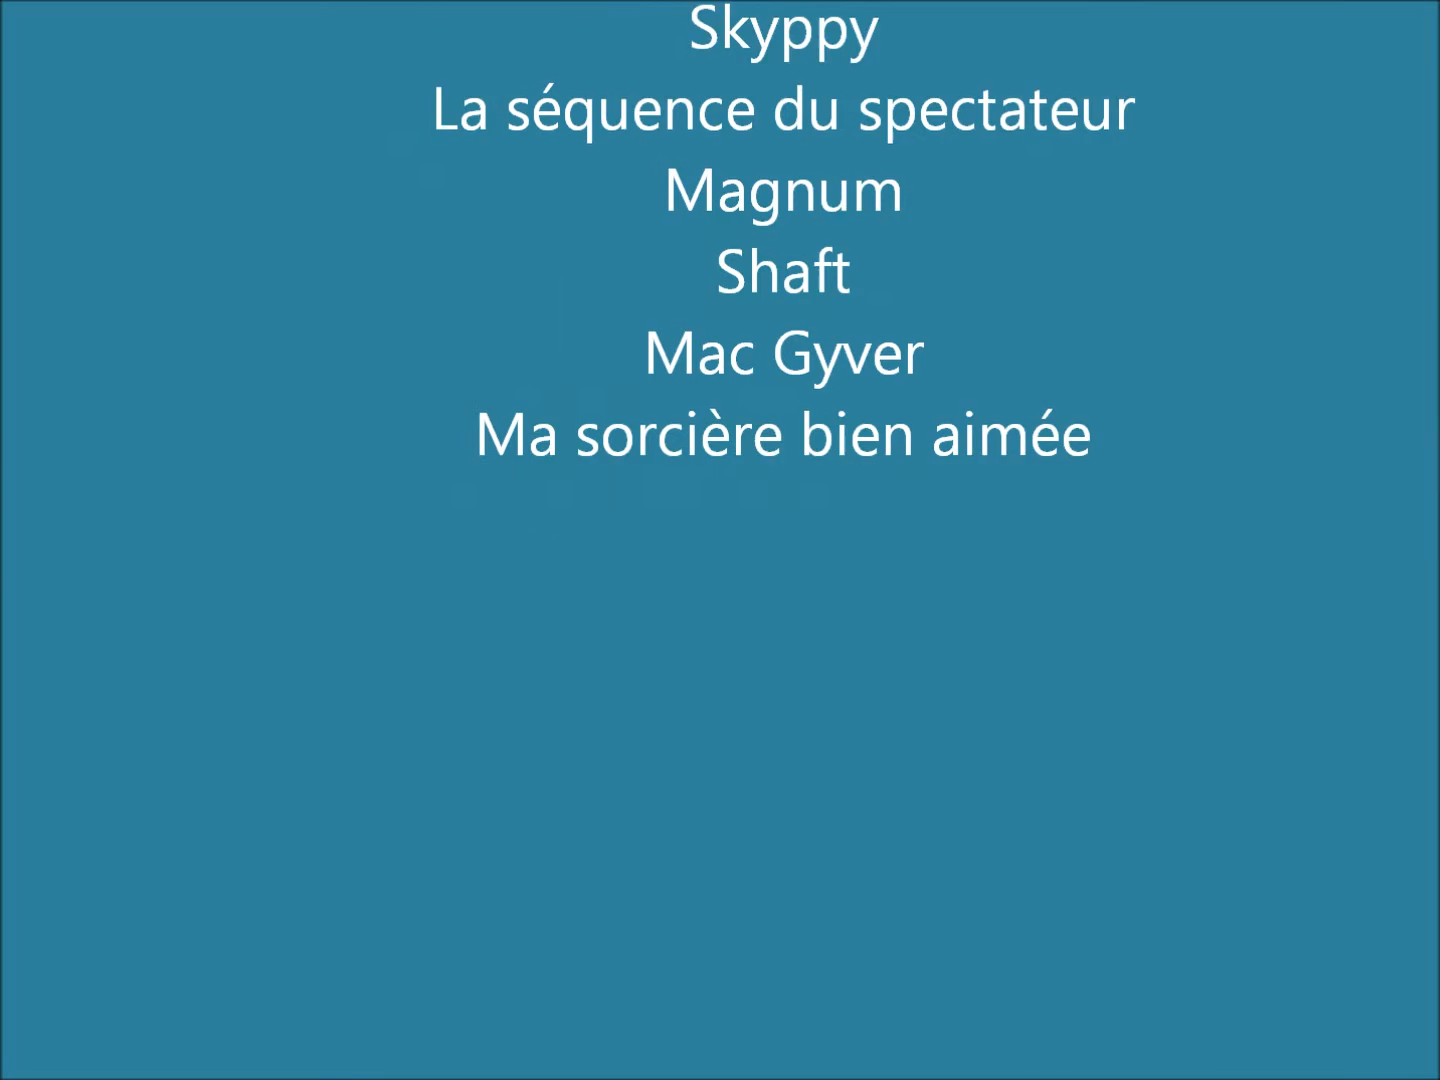 Skyppy
La séquence du spectateur
Magnum
Shaft
Mac Gyver
Ma sorcière bien aimée